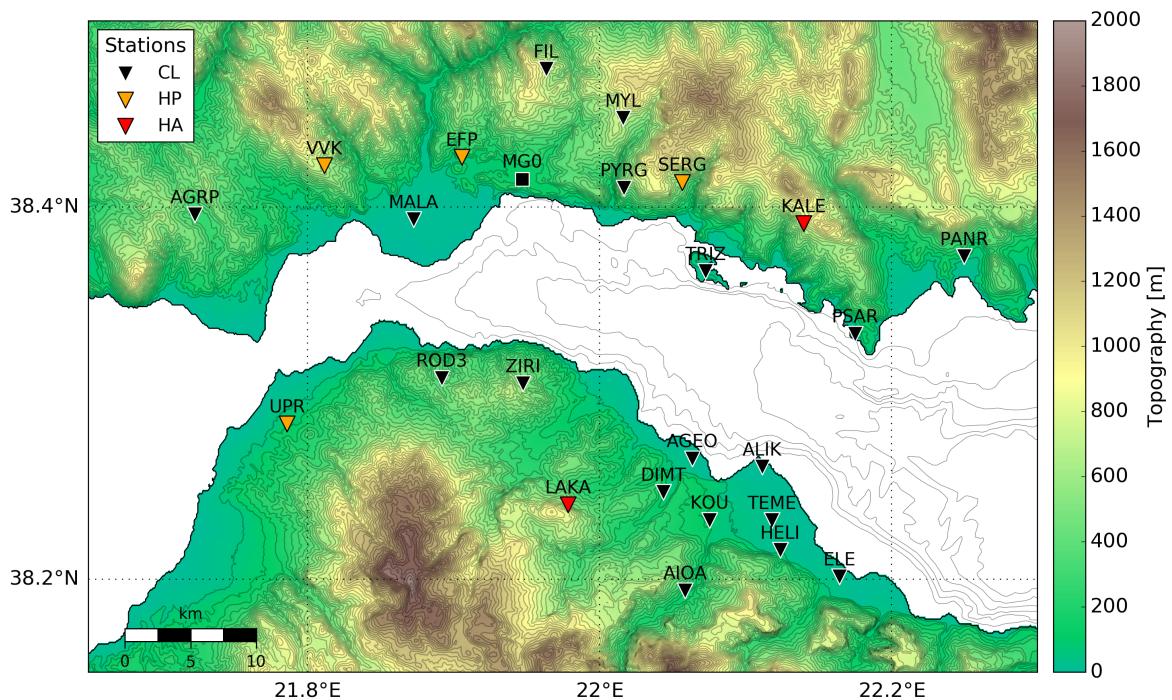 Stations
CL
HP
HA
FIL
MYL
VVK
EFP
MG0
PYRG
SERG
AGRP
MALA
KALE
PANR
TRIZ
PSAR
ROD3
ZIRI
UPR
AGEO
ALIK
DIMT
LAKA
KOU
TEME
HELI
ELE
AIOA
km
0 5 10
38.4°N
38.2°N
21.8°E 22°E 22.2°E
2000
1800
1600
1400
1200
1000
800
600
400
200
0
Topography [m]